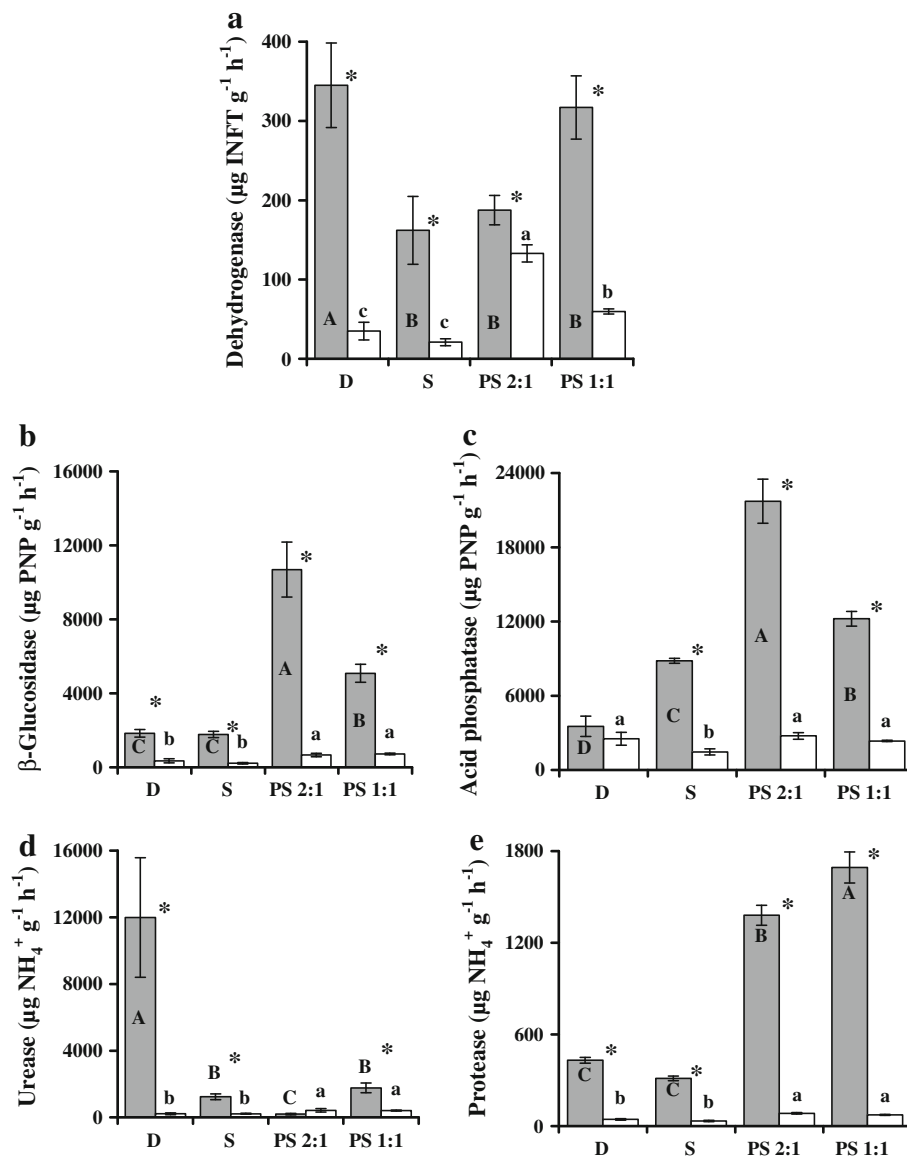 a
Dehydrogenase (µg INFT g⁻¹ h⁻¹)
400
300
200
100
0
* * * *
A c B c B a B b
D S PS 2:1 PS 1:1
b
β-Glucosidase (µg PNP g⁻¹ h⁻¹)
16000
12000
8000
4000
0
* * * *
C b C b A a B a
D S PS 2:1 PS 1:1
c
Acid phosphatase (µg PNP g⁻¹ h⁻¹)
24000
18000
12000
6000
0
* * *
D a C b A a B a
D S PS 2:1 PS 1:1
d
Urease (µg NH₄⁺ g⁻¹ h⁻¹)
16000
12000
8000
4000
0
* * *
A b B b C a B a
D S PS 2:1 PS 1:1
e
Protease (µg NH₄⁺ g⁻¹ h⁻¹)
1800
1200
600
0
* * * *
C b C b B a A a
D S PS 2:1 PS 1:1